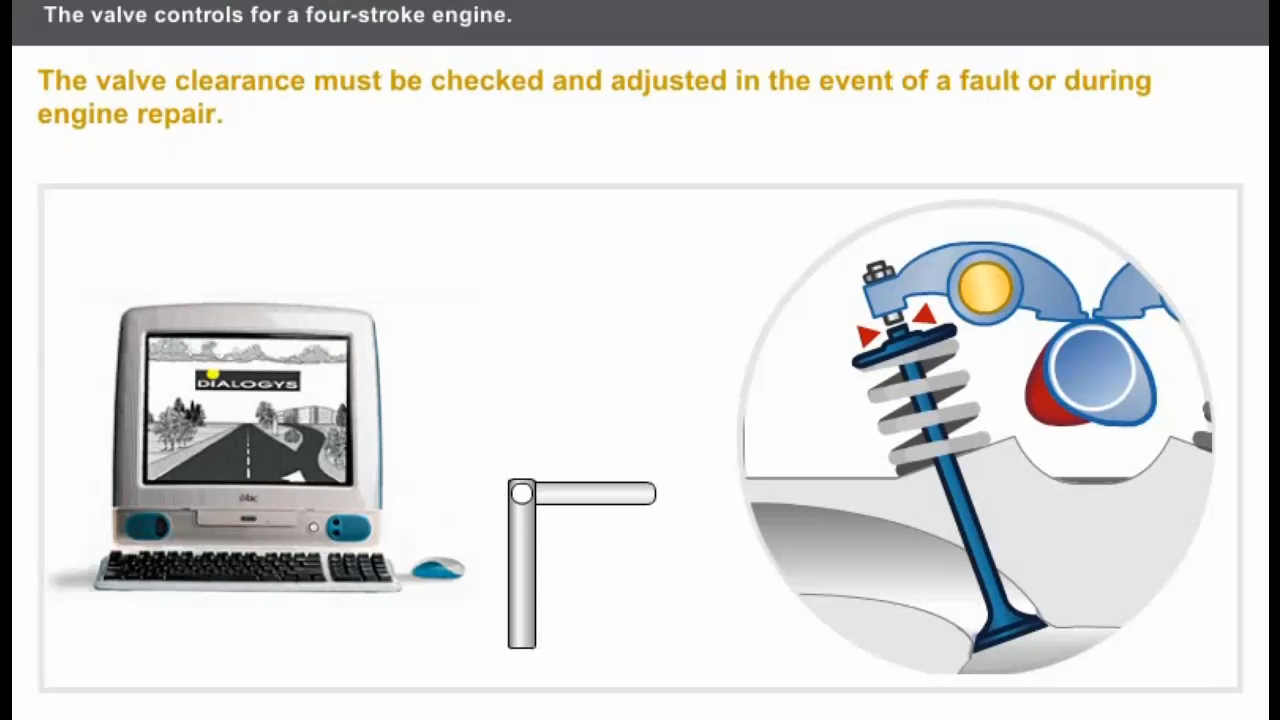 The valve controls for a four-stroke engine.
The valve clearance must be checked and adjusted in the event of a fault or during
engine repair.
DIALOGYS